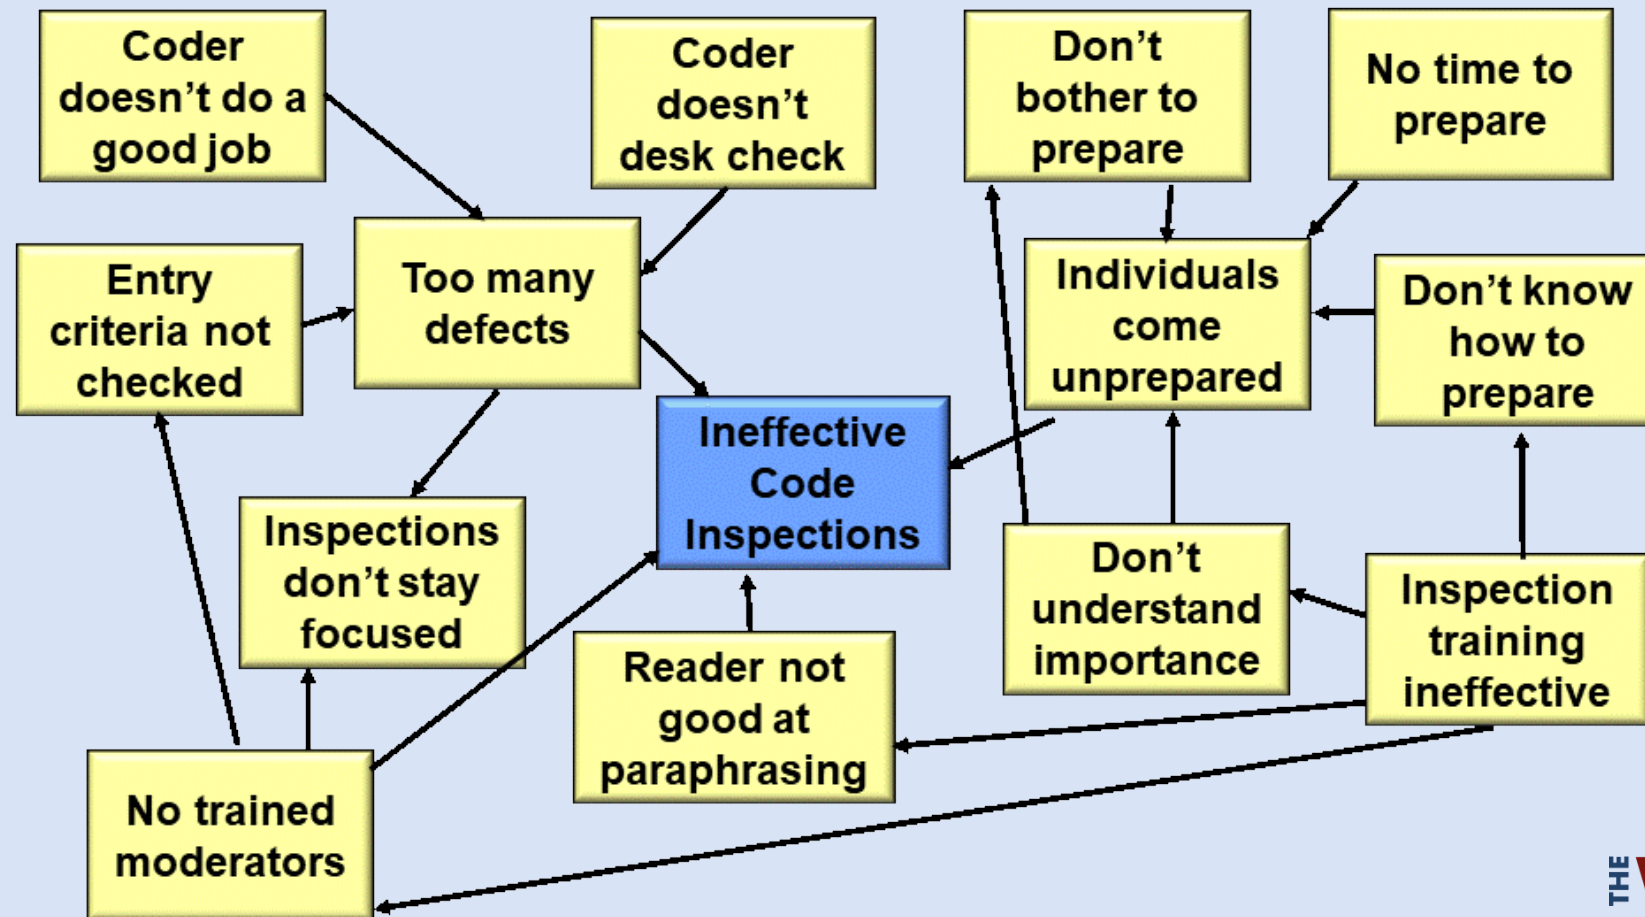 Coder
doesn't do a
good job
Coder
doesn't
desk check
Don't
bother to
prepare
No time to
prepare
Entry
criteria not
checked
Too many
defects
Individuals
come
unprepared
Don't know
how to
prepare
Ineffective
Code
Inspections
Inspections
don't stay
focused
Don't
understand
importance
Inspection
training
ineffective
Reader not
good at
paraphrasing
No trained
moderators
THE